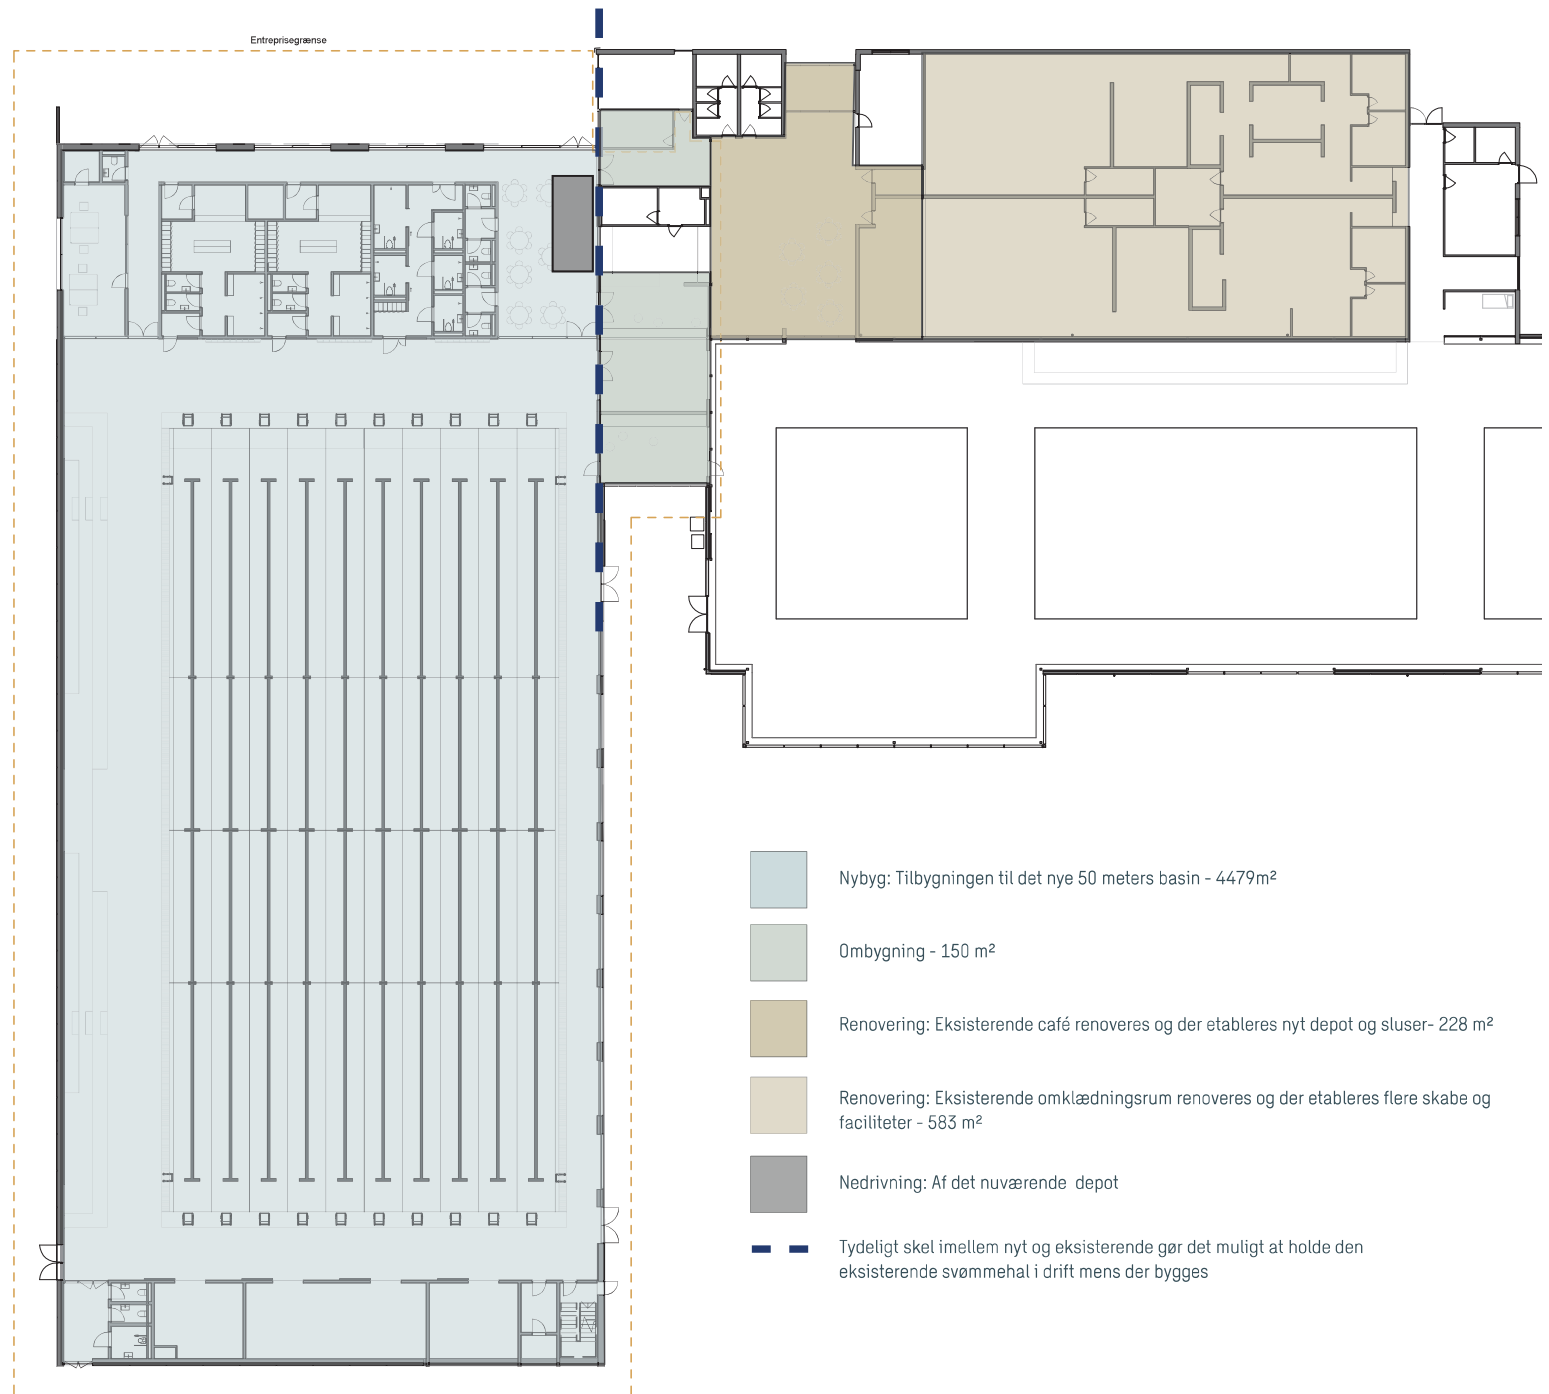 Entreprisegrænse
Nybyg: Tilbygningen til det nye 50 meters basin - 4479m²
Ombygning - 150 m²
Renovering: Eksisterende café renoveres og der etableres nyt depot og sluser- 228 m²
Renovering: Eksisterende omklædningsrum renoveres og der etableres flere skabe og
faciliteter - 583 m²
Nedrivning: Af det nuværende depot
Tydeligt skel imellem nyt og eksisterende gør det muligt at holde den
eksisterende svømmehal i drift mens der bygges